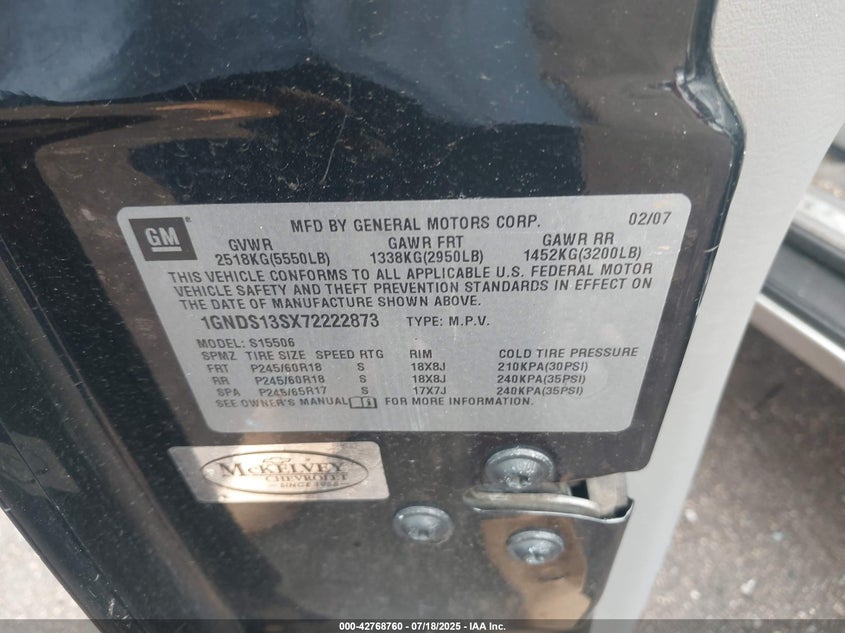 GM
MFD BY GENERAL MOTORS CORP. 02/07
GVWR GAWR FRT GAWR RR
2518KG(5550LB) 1338KG(2950LB) 1452KG(3200LB)
THIS VEHICLE CONFORMS TO ALL APPLICABLE U.S. FEDERAL MOTOR
VEHICLE SAFETY AND THEFT PREVENTION STANDARDS IN EFFECT ON
THE DATE OF MANUFACTURE SHOWN ABOVE.
1GNDS13SX72222873 TYPE: M.P.V.
MODEL: S15506
SPMZ TIRE SIZE SPEED RTG RIM COLD TIRE PRESSURE
FRT P245/60R18 S 18X8J 210KPA(30PSI)
RR P245/60R18 S 18X8J 240KPA(35PSI)
SPA P245/65R17 S 17X7J 240KPA(35PSI)
SEE OWNER'S MANUAL FOR MORE INFORMATION.
MCKELVEY
CHEVROLET
SINCE 1956
000-42768760 - 07/18/2025 - IAA Inc.